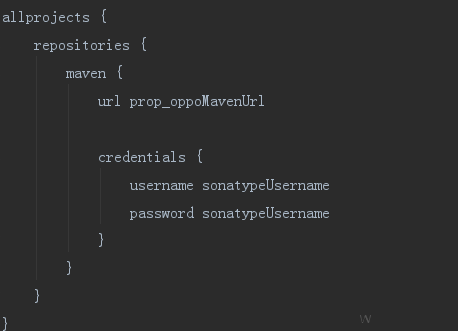 allprojects {
    repositories {
        maven {
            url prop_oppoMavenUrl

            credentials {
                username sonatypeUsername
                password sonatypeUsername
            }
        }
    }
}
W